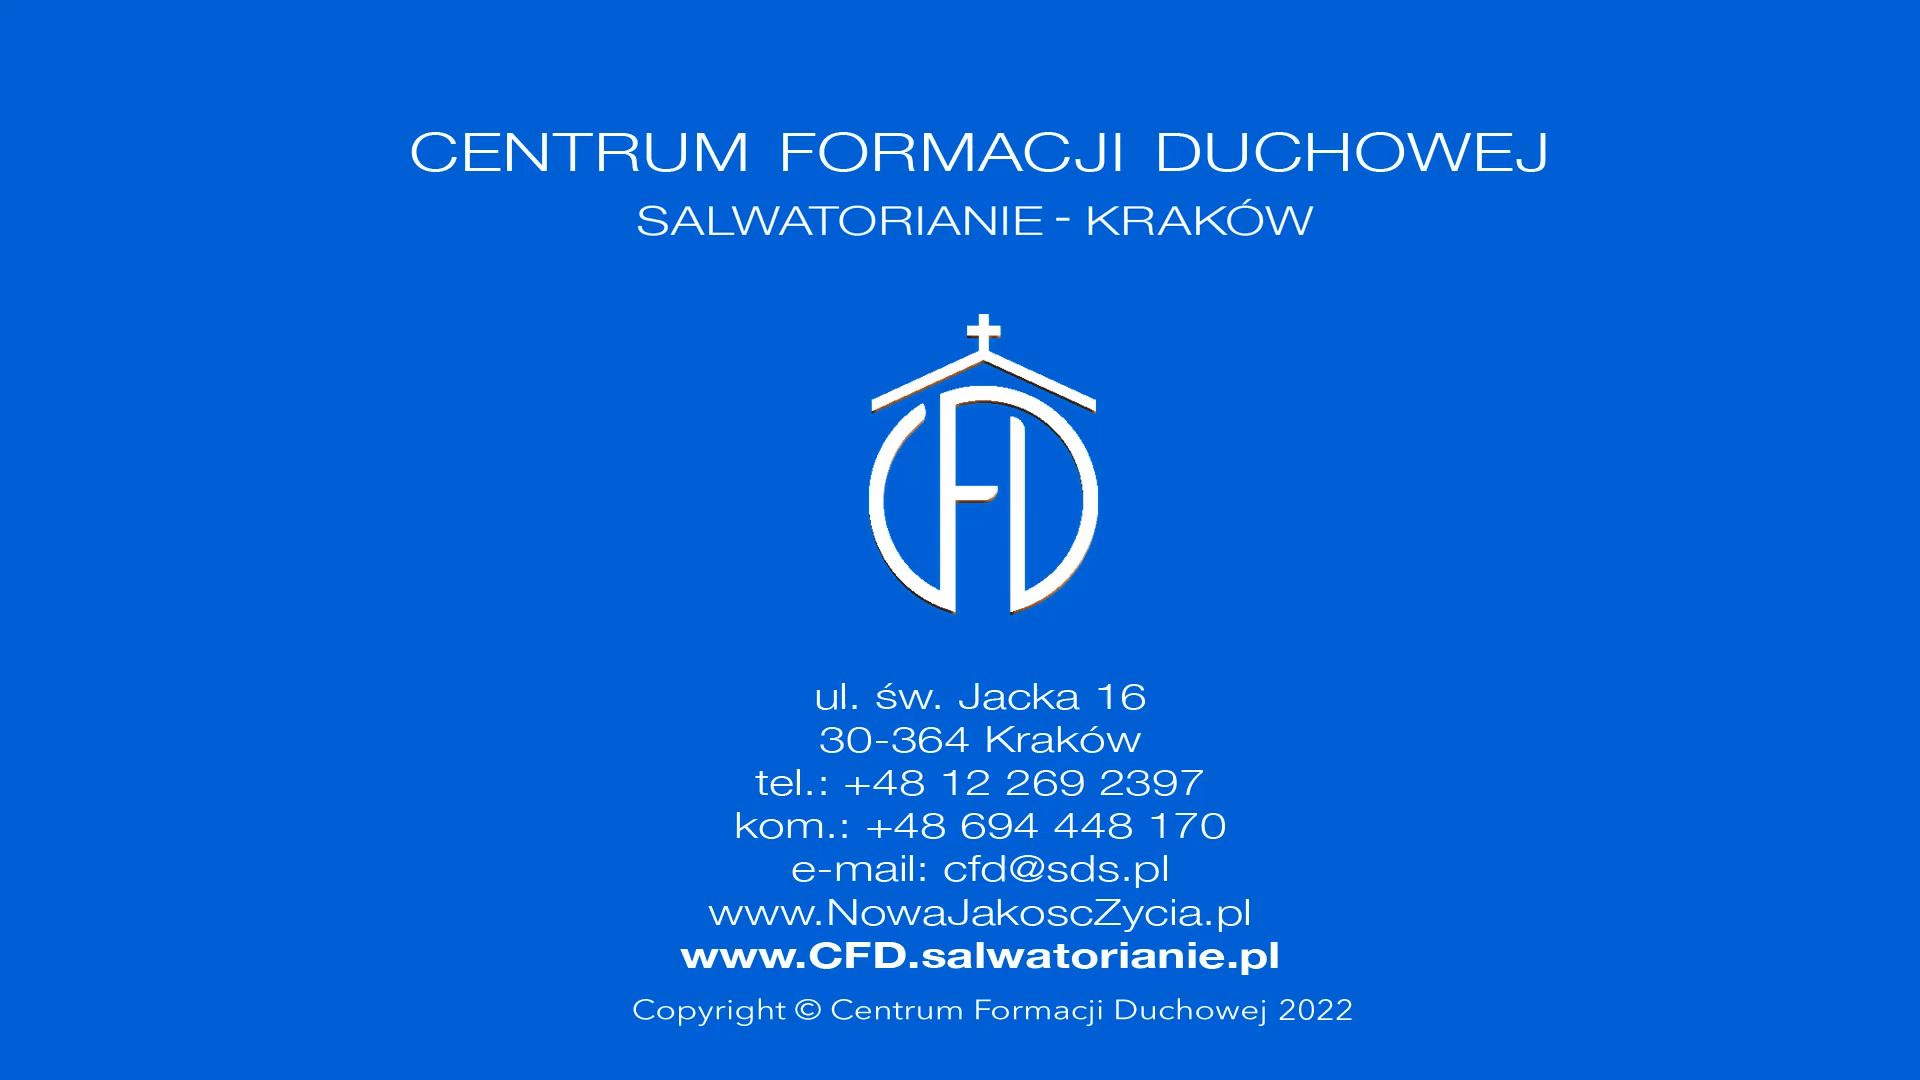 CENTRUM FORMACJI DUCHOWEJ
SALWATORIANIE - KRAKÓW
CFD
ul. św. Jacka 16
30-364 Kraków
tel.: +48 12 269 2397
kom.: +48 694 448 170
e-mail: cfd@sds.pl
www.NowaJakoscZycia.pl
www.CFD.salwatorianie.pl
Copyright © Centrum Formacji Duchowej 2022